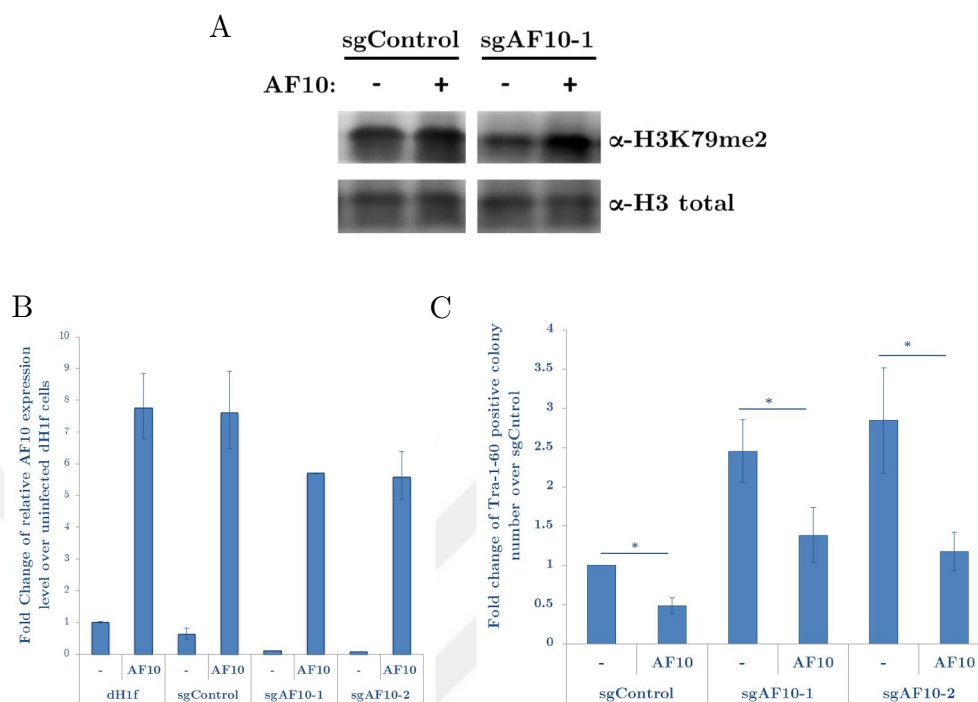 A
sgControl sgAF10-1
AF10: - + - +
α-H3K79me2
α-H3 total
B
Fold Change of relative AF10 expression
level over uninfected dH1f cells
10
9
8
7
6
5
4
3
2
1
0
- AF10 - AF10 - AF10 - AF10
dH1f sgControl sgAF10-1 sgAF10-2
C
Fold change of Tra-1-60 positive colony
number over sgCntrol
4
3.5
3
2.5
2
1.5
1
0.5
0
* * *
- AF10 - AF10 - AF10
sgControl sgAF10-1 sgAF10-2